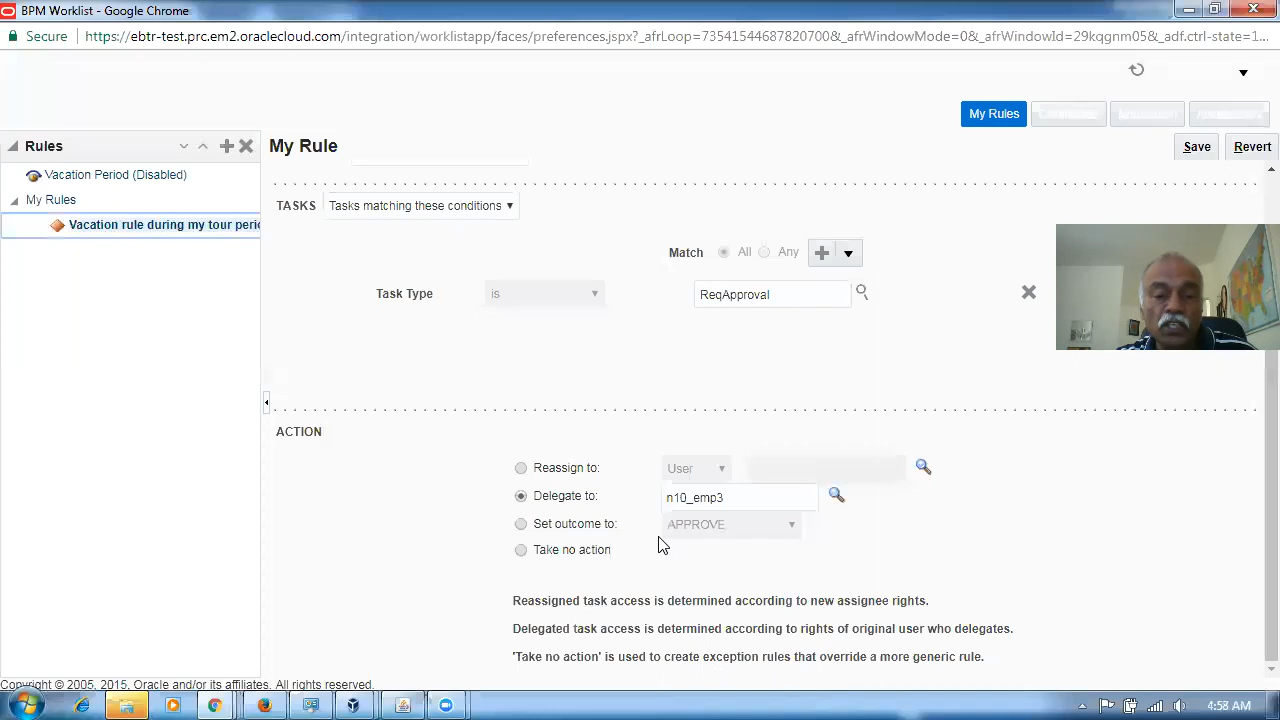 BPM Worklist - Google Chrome
Secure https://ebtr-test.prc.em2.oraclecloud.com/integration/worklistapp/faces/preferences.jspx?_afrLoop=73541544687820700&_afrWindowMode=0&_afrWindowId=29kqgnm05&_adf.ctrl-state=1...
My Rules
Rules
My Rule
Save
Revert
Vacation Period (Disabled)
My Rules
Vacation rule during my tour perio
TASKS Tasks matching these conditions
Match All Any
Task Type is ReqApproval
ACTION
Reassign to: User
Delegate to: n10_emp3
Set outcome to: APPROVE
Take no action
Reassigned task access is determined according to new assignee rights.
Delegated task access is determined according to rights of original user who delegates.
'Take no action' is used to create exception rules that override a more generic rule.
Copyright © 2005, 2015, Oracle and/or its affiliates. All rights reserved.
4:58 AM